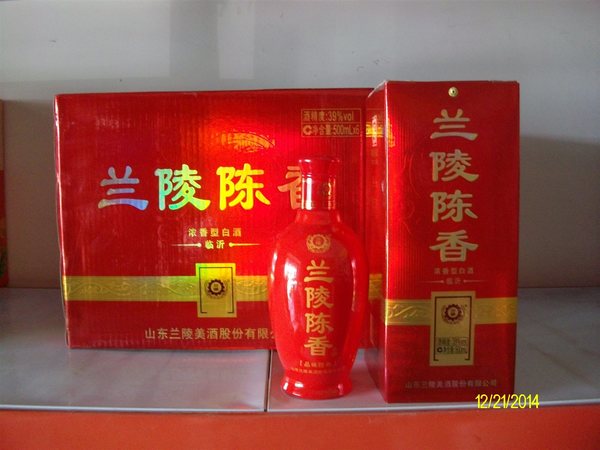 酒精度:39%vol
净含量:500mLx6
兰陵陈香
浓香型白酒
临沂
山东兰陵美酒股份有限公
兰陵陈香
兰陵陈香
浓香型白酒
临沂
山东兰陵美酒股份有限公司
12/21/2014